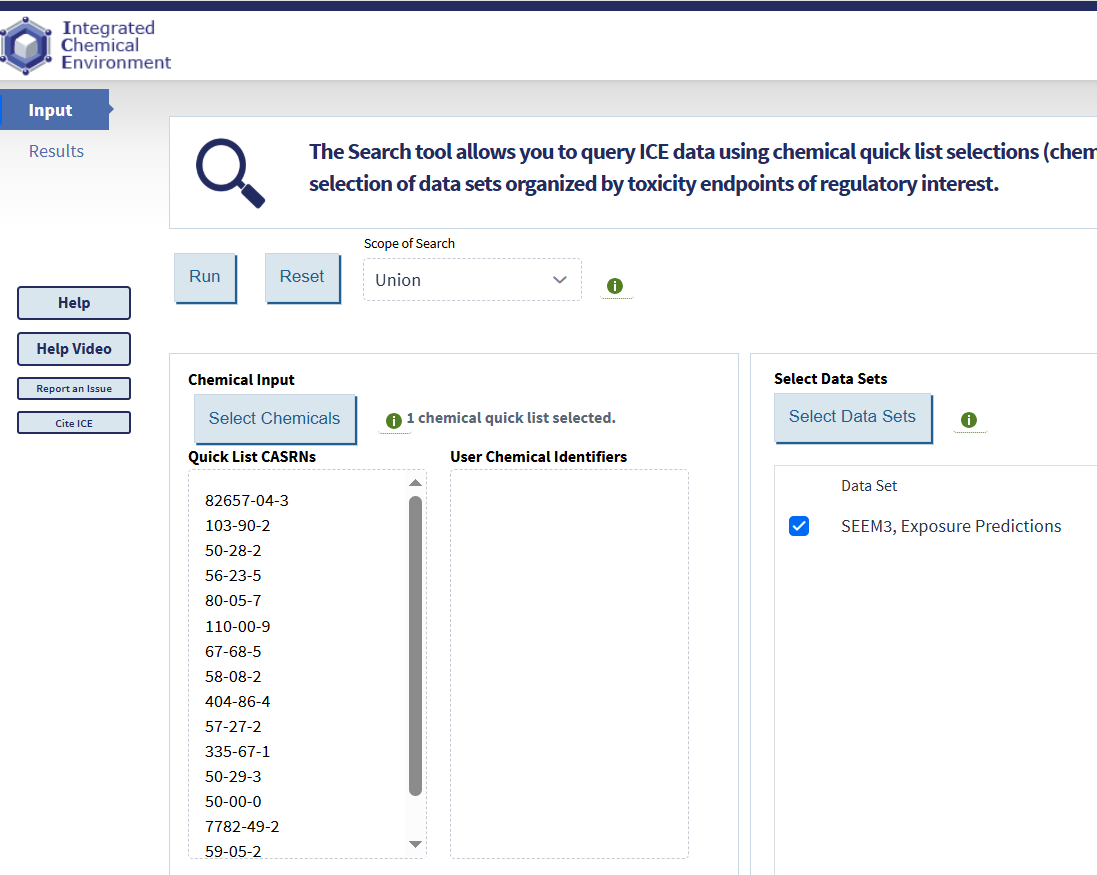 Integrated
Chemical
Environment
Input
Results
The Search tool allows you to query ICE data using chemical quick list selections (chem
selection of data sets organized by toxicity endpoints of regulatory interest.
Scope of Search
Run
Reset
Union
Help
Help Video
Report an Issue
Cite ICE
Chemical Input
Select Chemicals
1 chemical quick list selected.
Quick List CASRNs
User Chemical Identifiers
82657-04-3
103-90-2
50-28-2
56-23-5
80-05-7
110-00-9
67-68-5
58-08-2
404-86-4
57-27-2
335-67-1
50-29-3
50-00-0
7782-49-2
59-05-2
Select Data Sets
Select Data Sets
Data Set
SEEM3, Exposure Predictions